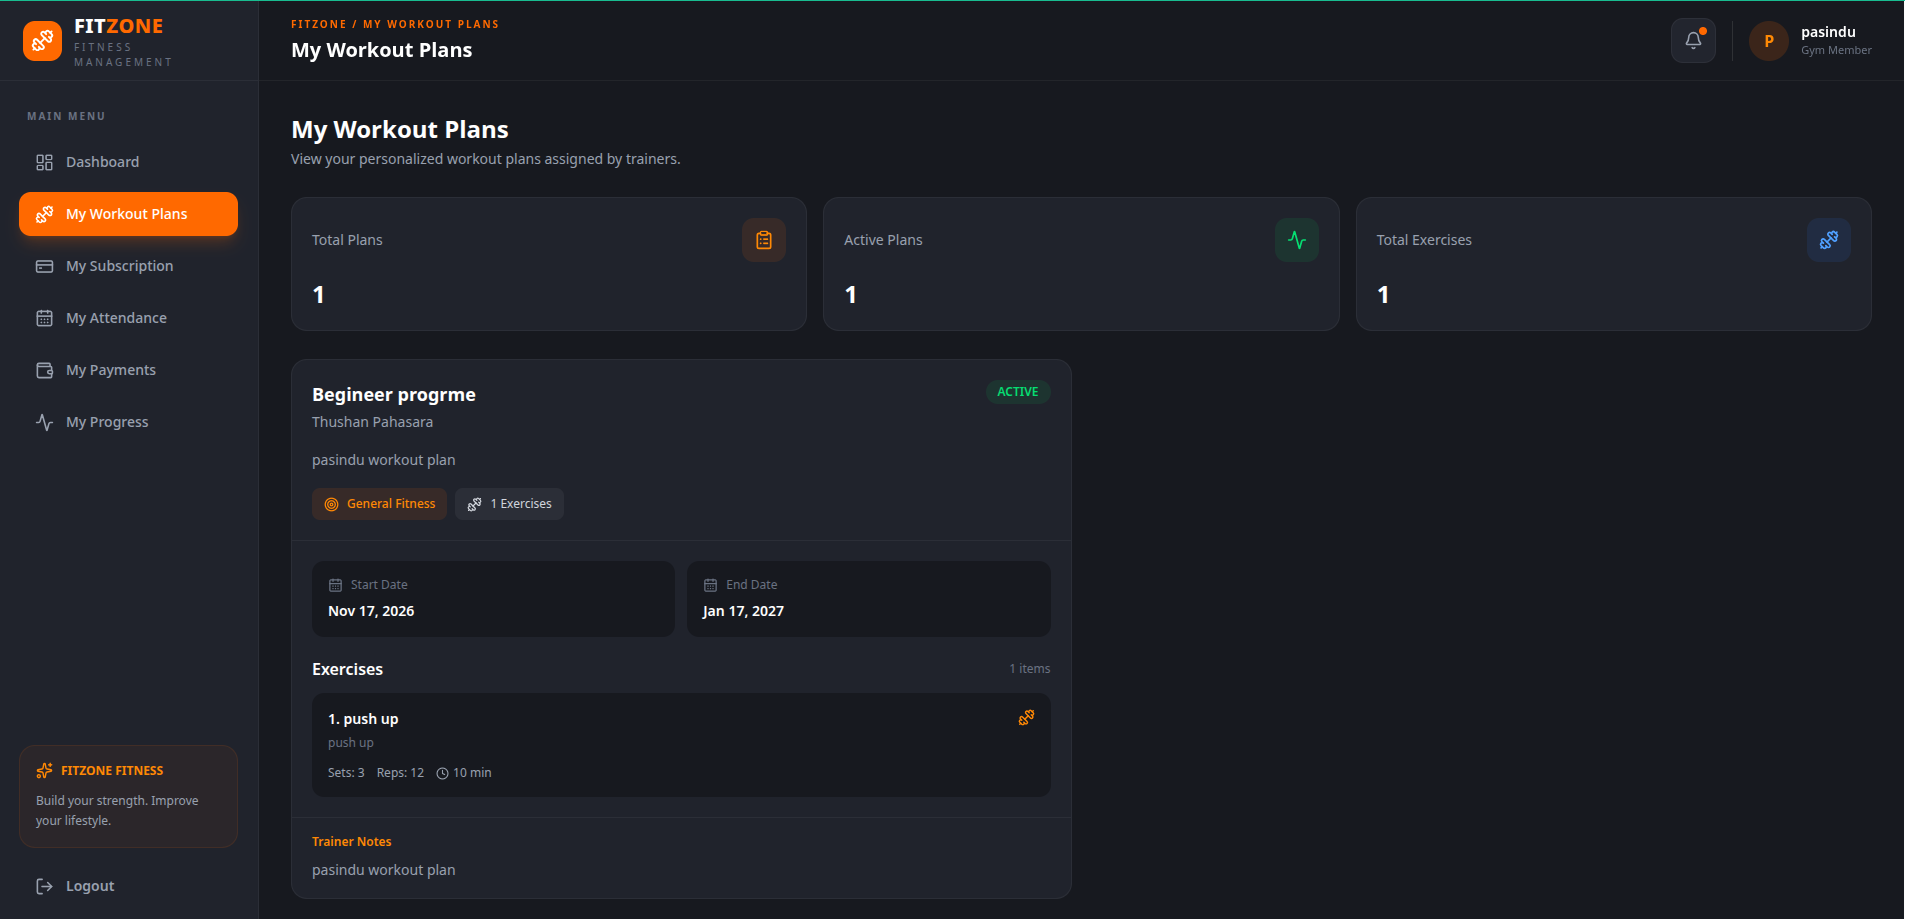 FITZONE
FITNESS
MANAGEMENT
MAIN MENU
Dashboard
My Workout Plans
My Subscription
My Attendance
My Payments
My Progress
FITZONE FITNESS
Build your strength. Improve
your lifestyle.
Logout
FITZONE / MY WORKOUT PLANS
My Workout Plans
P
pasindu
Gym Member
My Workout Plans
View your personalized workout plans assigned by trainers.
Total Plans
1
Active Plans
1
Total Exercises
1
Begineer progrme
ACTIVE
Thushan Pahasara
pasindu workout plan
General Fitness
1 Exercises
Start Date
Nov 17, 2026
End Date
Jan 17, 2027
Exercises
1 items
1. push up
push up
Sets: 3 Reps: 12 10 min
Trainer Notes
pasindu workout plan